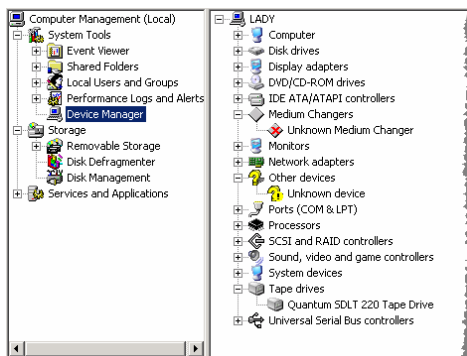 Computer Management (Local)
System Tools
Event Viewer
Shared Folders
Local Users and Groups
Performance Logs and Alerts
Device Manager
Storage
Removable Storage
Disk Defragmenter
Disk Management
Services and Applications
LADY
Computer
Disk drives
Display adapters
DVD/CD-ROM drives
IDE ATA/ATAPI controllers
Medium Changers
Unknown Medium Changer
Monitors
Network adapters
Other devices
Unknown device
Ports (COM & LPT)
Processors
SCSI and RAID controllers
Sound, video and game controllers
System devices
Tape drives
Quantum SDLT 220 Tape Drive
Universal Serial Bus controllers